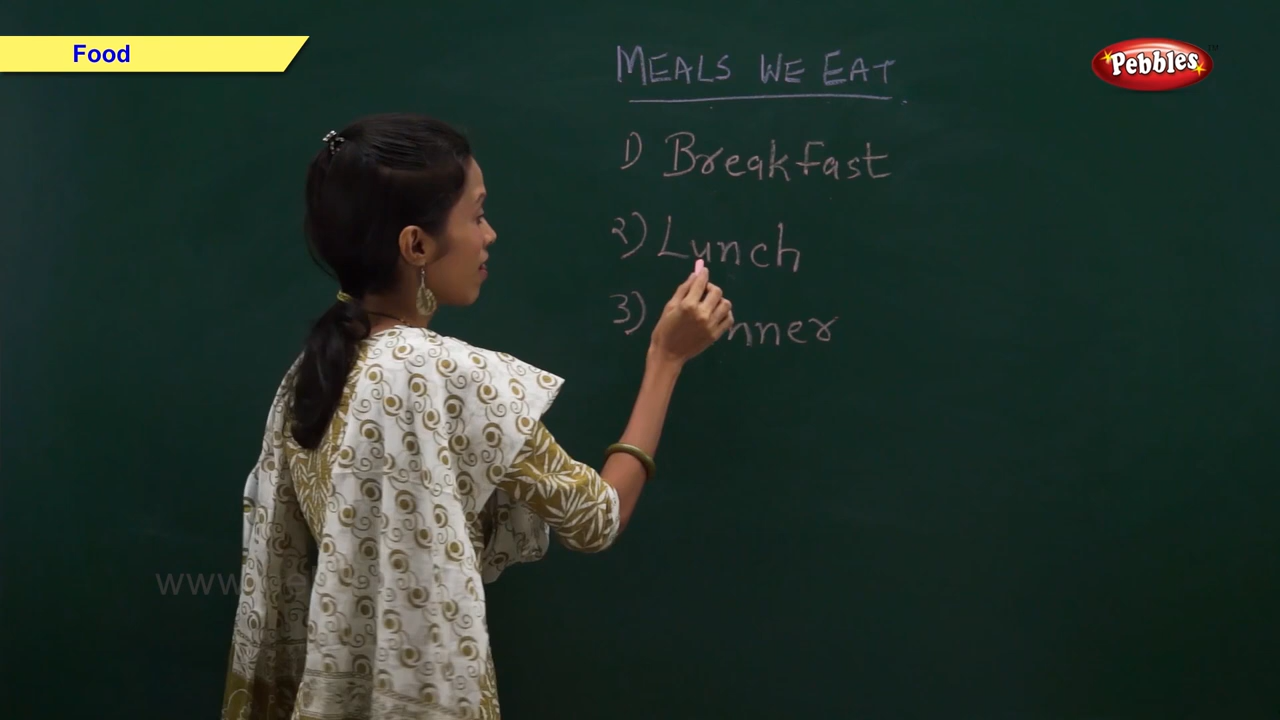 Food
Pebbles
MEALS WE EAT
1) Breakfast
2) Lunch
3)